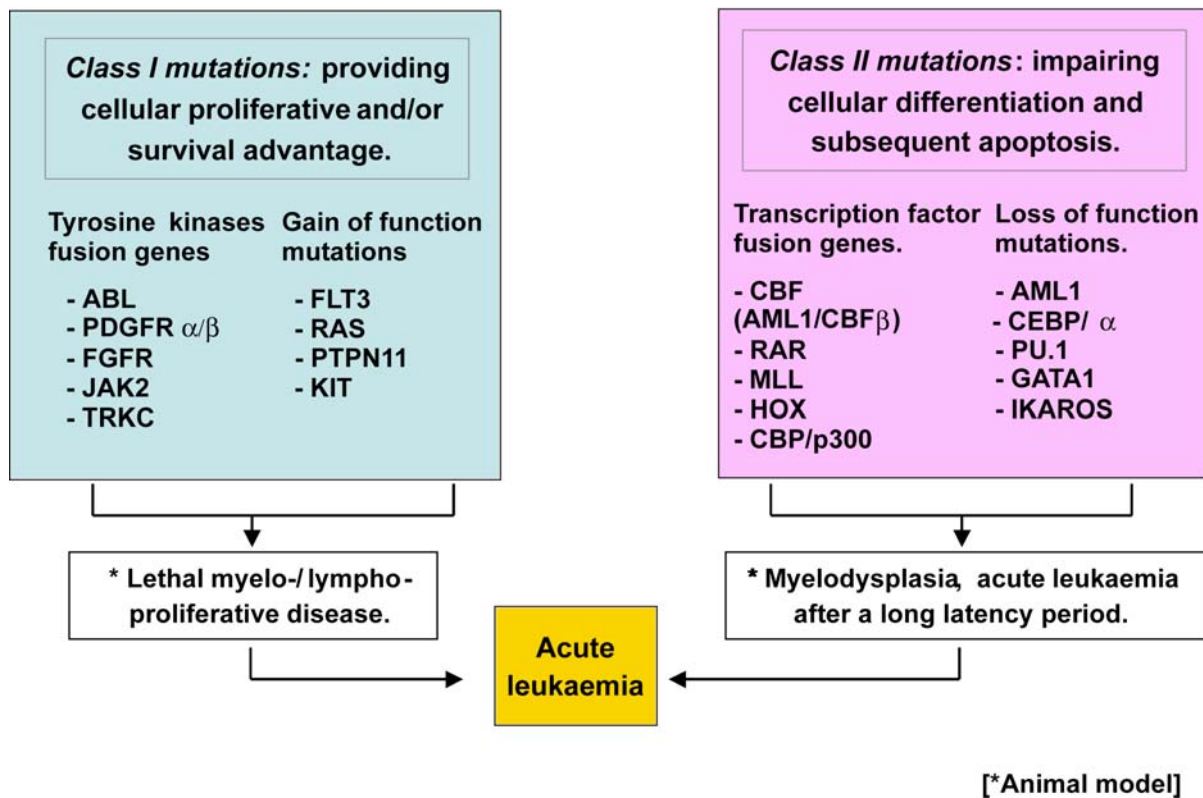 Class I mutations: providing
cellular proliferative and/or
survival advantage.
Tyrosine kinases
fusion genes
- ABL
- PDGFR α/β
- FGFR
- JAK2
- TRKC
Gain of function
mutations
- FLT3
- RAS
- PTPN11
- KIT
* Lethal myelo-/ lympho-
proliferative disease.
Class II mutations: impairing
cellular differentiation and
subsequent apoptosis.
Transcription factor
fusion genes.
- CBF
(AML1/CBFβ)
- RAR
- MLL
- HOX
- CBP/p300
Loss of function
mutations.
- AML1
- CEBP/ α
- PU.1
- GATA1
- IKAROS
* Myelodysplasia, acute leukaemia
after a long latency period.
Acute
leukaemia
[*Animal model]